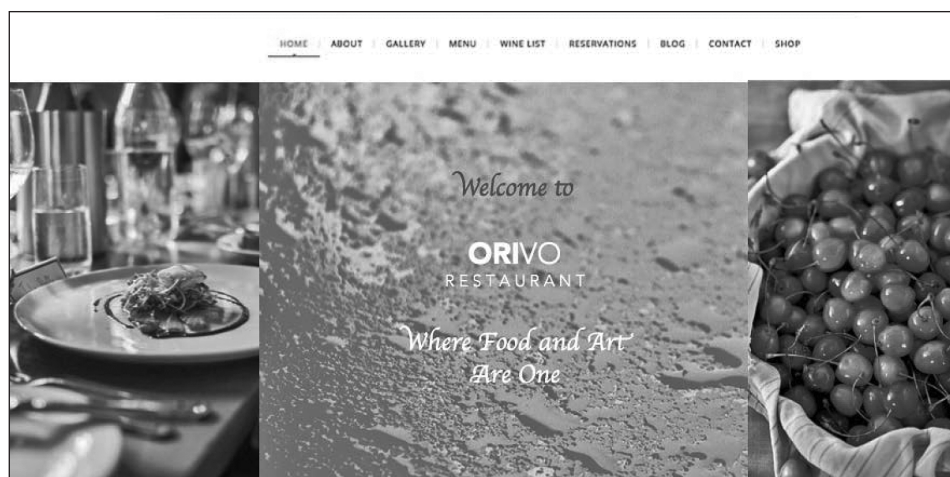 HOME | ABOUT | GALLERY | MENU | WINE LIST | RESERVATIONS | BLOG | CONTACT | SHOP
Welcome to
ORIVO
RESTAURANT
Where Food and Art
Are One